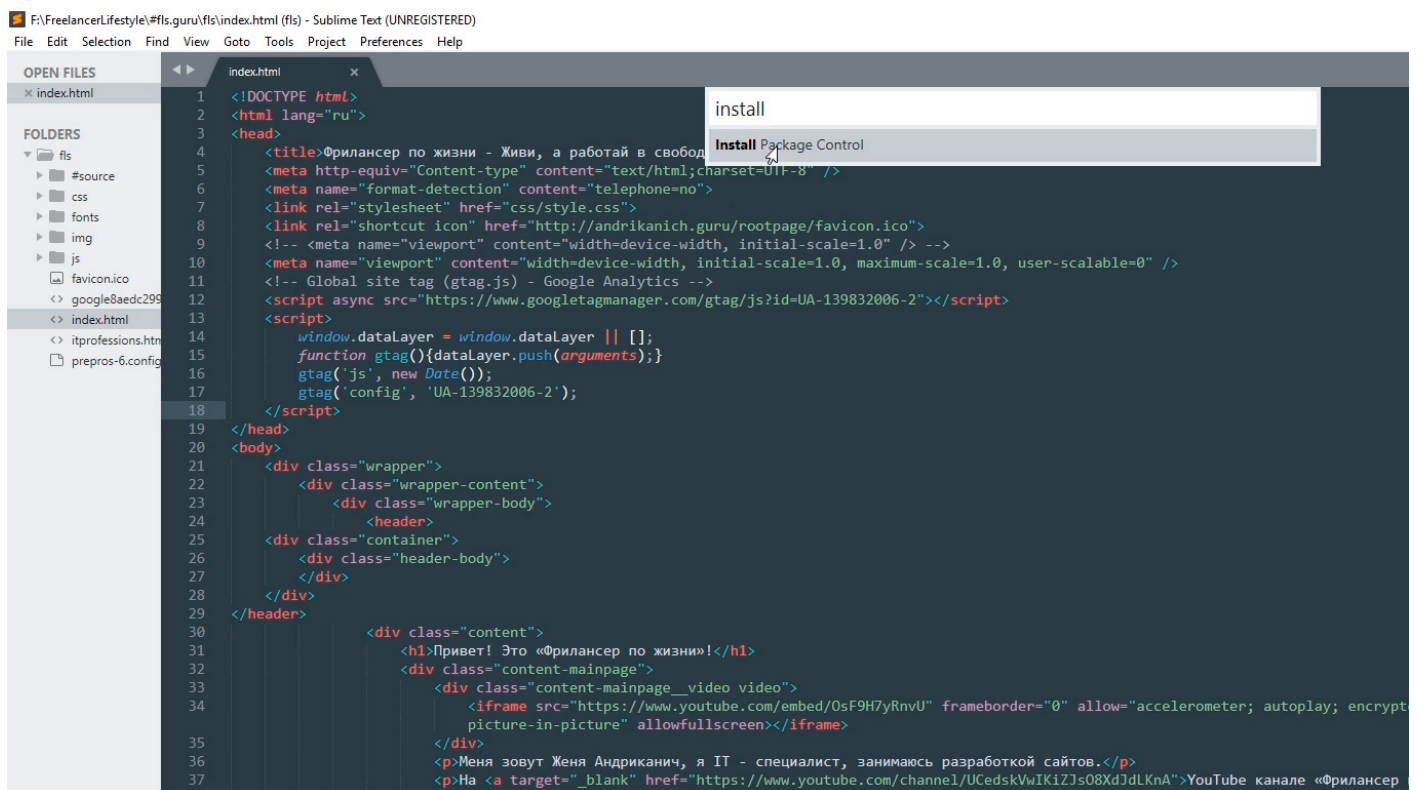 F:\FreelancerLifestyle\#fls.guru\fls\index.html (fls) - Sublime Text (UNREGISTERED)
File Edit Selection Find View Goto Tools Project Preferences Help
OPEN FILES
index.html
FOLDERS
fls
#source
css
fonts
img
js
favicon.ico
google8aedc299
index.html
itprofessions.htm
prepros-6.config
index.html
install
Install Package Control
1 <!DOCTYPE html>
2 <html lang="ru">
3 <head>
4 <title>Фрилансер по жизни - Живи, а работай в свобод
5 <meta http-equiv="Content-type" content="text/html;charset=UTF-8" />
6 <meta name="format-detection" content="telephone=no">
7 <link rel="stylesheet" href="css/style.css">
8 <link rel="shortcut icon" href="http://andrikanich.guru/rootpage/favicon.ico">
9 <!-- <meta name="viewport" content="width=device-width, initial-scale=1.0" /> -->
10 <meta name="viewport" content="width=device-width, initial-scale=1.0, maximum-scale=1.0, user-scalable=0" />
11 <!-- Global site tag (gtag.js) - Google Analytics -->
12 <script async src="https://www.googletagmanager.com/gtag/js?id=UA-139832006-2"></script>
13 <script>
14 window.dataLayer = window.dataLayer || [];
15 function gtag(){dataLayer.push(arguments);}
16 gtag('js', new Date());
17 gtag('config', 'UA-139832006-2');
18 </script>
19 </head>
20 <body>
21 <div class="wrapper">
22 <div class="wrapper-content">
23 <div class="wrapper-body">
24 <header>
25 <div class="container">
26 <div class="header-body">
27 </div>
28 </div>
29 </header>
30 <div class="content">
31 <h1>Привет! Это «Фрилансер по жизни»!</h1>
32 <div class="content-mainpage">
33 <div class="content-mainpage__video video">
34 <iframe src="https://www.youtube.com/embed/OsF9H7yRnvU" frameborder="0" allow="accelerometer; autoplay; encrypt
picture-in-picture" allowfullscreen></iframe>
35 </div>
36 <p>Меня зовут Женя Андриканич, я IT - специалист, занимаюсь разработкой сайтов.</p>
37 <p>На <a target="_blank" href="https://www.youtube.com/channel/UCedskVwIKiZJsO8XdJdLKnA">YouTube канале «Фрилансер